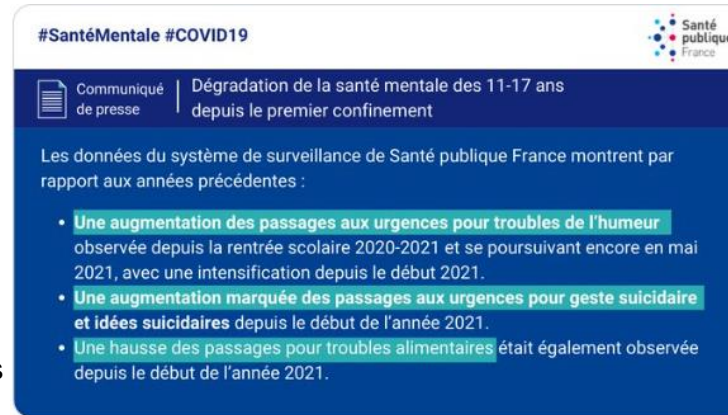 #SantéMentale #COVID19
Santé
publique
France
Communiqué
de presse
Dégradation de la santé mentale des 11-17 ans
depuis le premier confinement
Les données du système de surveillance de Santé publique France montrent par
rapport aux années précédentes :
• Une augmentation des passages aux urgences pour troubles de l'humeur
observée depuis la rentrée scolaire 2020-2021 et se poursuivant encore en mai
2021, avec une intensification depuis le début 2021.
• Une augmentation marquée des passages aux urgences pour geste suicidaire
et idées suicidaires depuis le début de l'année 2021.
• Une hausse des passages pour troubles alimentaires était également observée
depuis le début de l'année 2021.
s